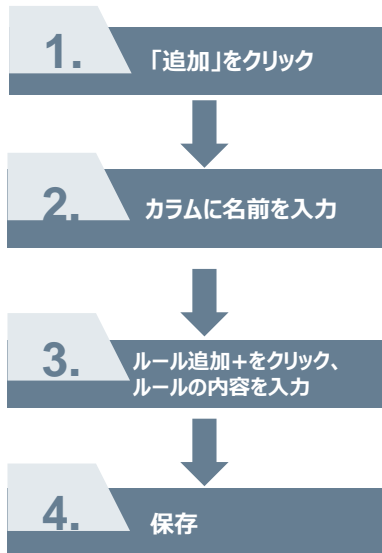 1.
「追加」をクリック
2.
カラムに名前を入力
3.
ルール追加+をクリック、
ルールの内容を入力
4.
保存